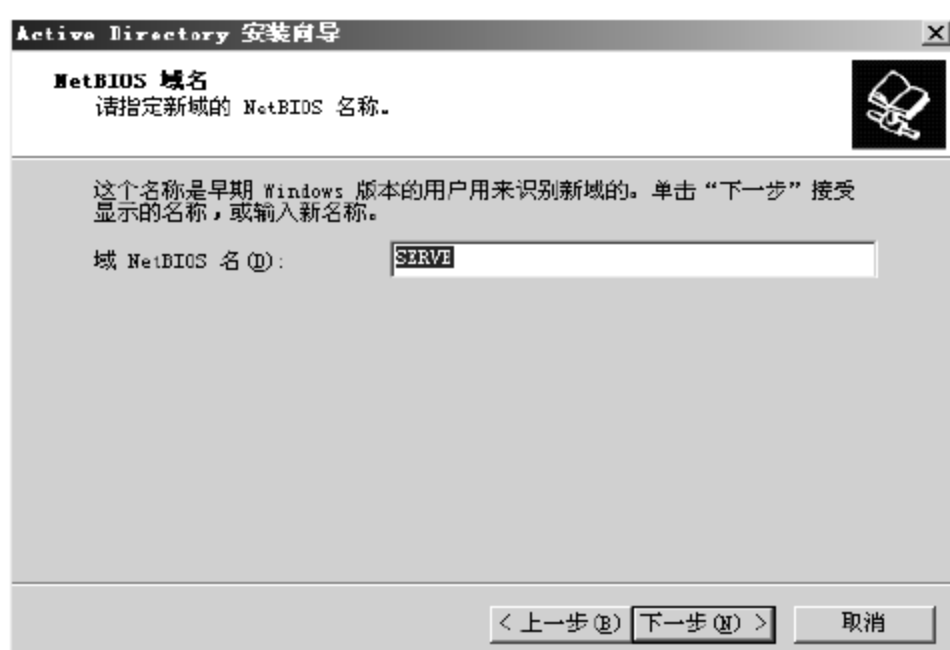 Active Directory 安装向导
NetBIOS 域名
请指定新域的 NetBIOS 名称。
这个名称是早期 Windows 版本的用户用来识别新域的。单击“下一步”接受
显示的名称，或输入新名称。
域 NetBIOS 名(D):
SERVE
< 上一步(B)
下一步(N) >
取消